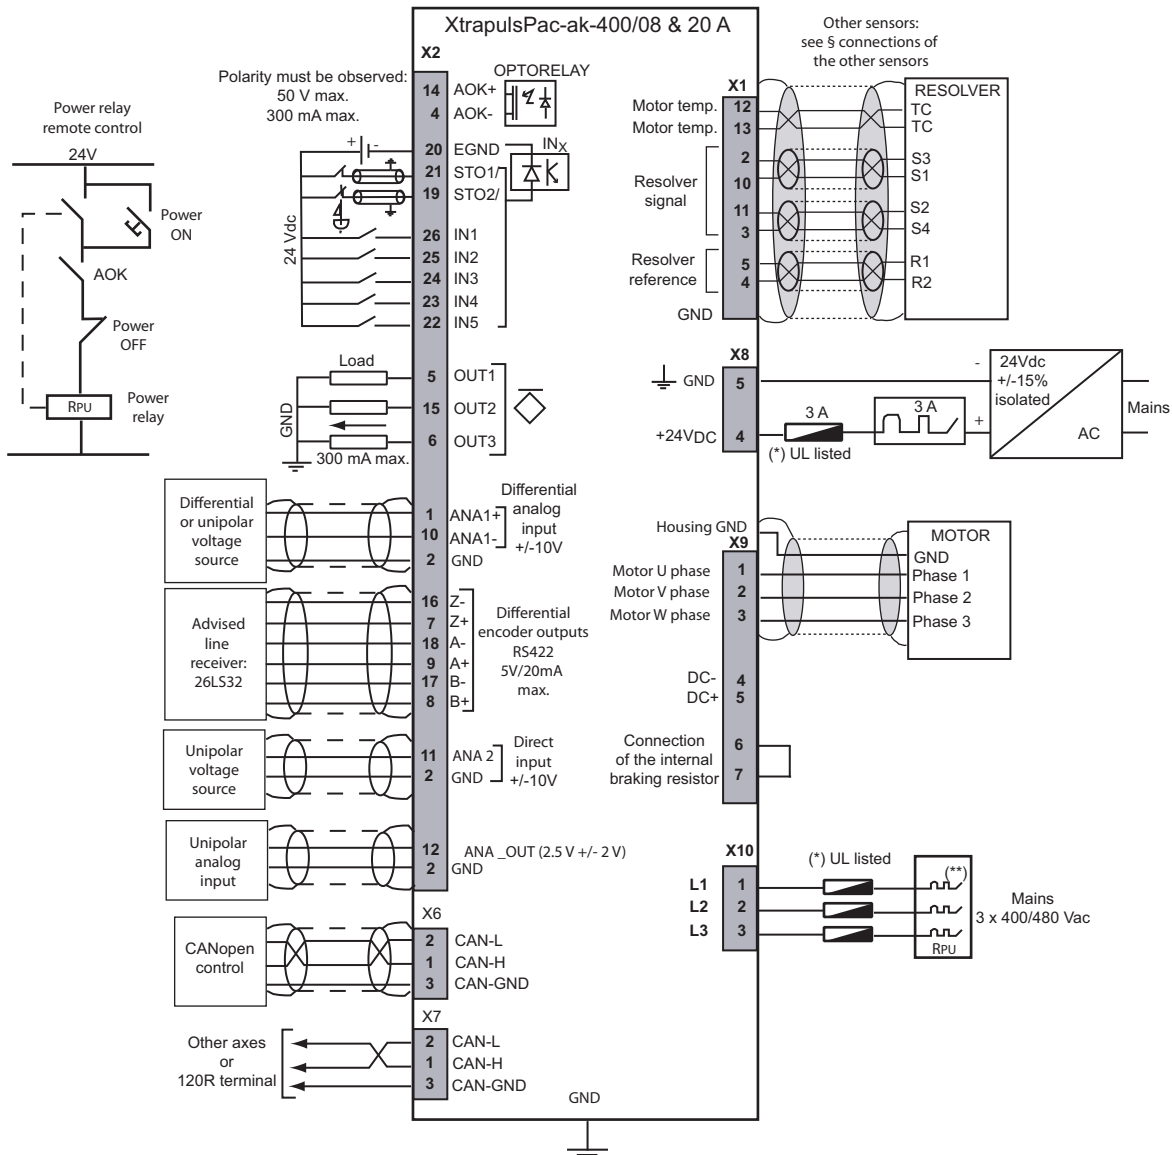 XtrapulsPac-ak-400/08 & 20 A
Power relay
remote control
24V
Power
ON
AOK
Power
OFF
RPU
Power
relay
Polarity must be observed:
50 V max.
300 mA max.
X2
OPTORELAY
14 AOK+
4 AOK-
+ -
20 EGND
INX
21 STO1/
19 STO2/
24 Vdc
26 IN1
25 IN2
24 IN3
23 IN4
22 IN5
Load
GND
5 OUT1
15 OUT2
6 OUT3
300 mA max.
Differential
or unipolar
voltage
source
1 ANA1+
10 ANA1-
2 GND
Differential
analog
input
+/-10V
Advised
line
receiver:
26LS32
16 Z-
7 Z+
18 A-
9 A+
17 B-
8 B+
Differential
encoder outputs
RS422
5V/20mA
max.
Unipolar
voltage
source
11 ANA 2
2 GND
Direct
input
+/-10V
Unipolar
analog
input
12 ANA _OUT (2.5 V +/- 2 V)
2 GND
X6
CANopen
control
2 CAN-L
1 CAN-H
3 CAN-GND
X7
Other axes
or
120R terminal
2 CAN-L
1 CAN-H
3 CAN-GND
GND
Other sensors:
see § connections of
the other sensors
X1
RESOLVER
Motor temp. 12 TC
Motor temp. 13 TC
Resolver
signal
2 S3
10 S1
11 S2
3 S4
Resolver
reference
5 R1
4 R2
GND
X8
GND 5 -
+24VDC 4
3 A
(*) UL listed
3 A
+
24Vdc
+/-15%
isolated
AC
Mains
Housing GND
X9
MOTOR
GND
Motor U phase 1 Phase 1
Motor V phase 2 Phase 2
Motor W phase 3 Phase 3
DC- 4
DC+ 5
Connection
of the internal
braking resistor
6
7
X10
(*) UL listed
(**)
L1 1
L2 2
L3 3
RPU
Mains
3 x 400/480 Vac